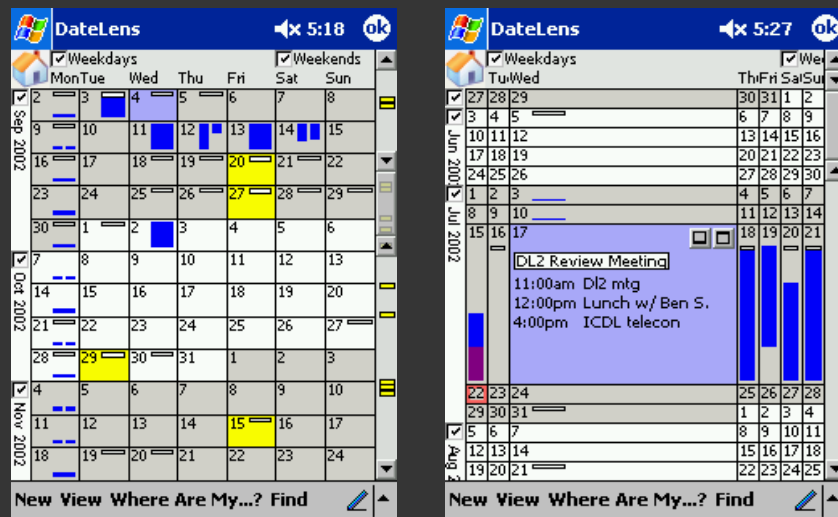 DateLens 5:18 ok
Weekdays Weekends
Mon Tue Wed Thu Fri Sat Sun
Sep 2002
2 3 4 5 6 7 8
9 10 11 12 13 14 15
16 17 18 19 20 21 22
23 24 25 26 27 28 29
30 1 2 3 4 5 6
Oct 2002
7 8 9 10 11 12 13
14 15 16 17 18 19 20
21 22 23 24 25 26 27
28 29 30 31 1 2 3
Nov 2002
4 5 6 7 8 9 10
11 12 13 14 15 16 17
18 19 20 21 22 23 24
New View Where Are My...? Find
DateLens 5:27 ok
Weekdays
Wed Fri
27 28 29 30 31 1 2
3 4 5 6 7 8 9
Jun
10 11 12 13 14 15 16
17 18 19 20 21 22 23
24 25 26 27 28 29 30
Jul 2002
1 2 3 4 5 6 7
8 9 10 11 12 13 14
15 16 17 18 19 20 21
DL2 Review Meeting
11:00am Dl2 mtg
12:00pm Lunch w/ Ben S.
4:00pm ICDL telecon
22 23 24 25 26 27 28
29 30 31 1 2 3 4
Aug
5 6 7 8 9 10 11
12 13 14 15 16 17 18
19 20 21 22 23 24 25
New View Where Are My...? Find